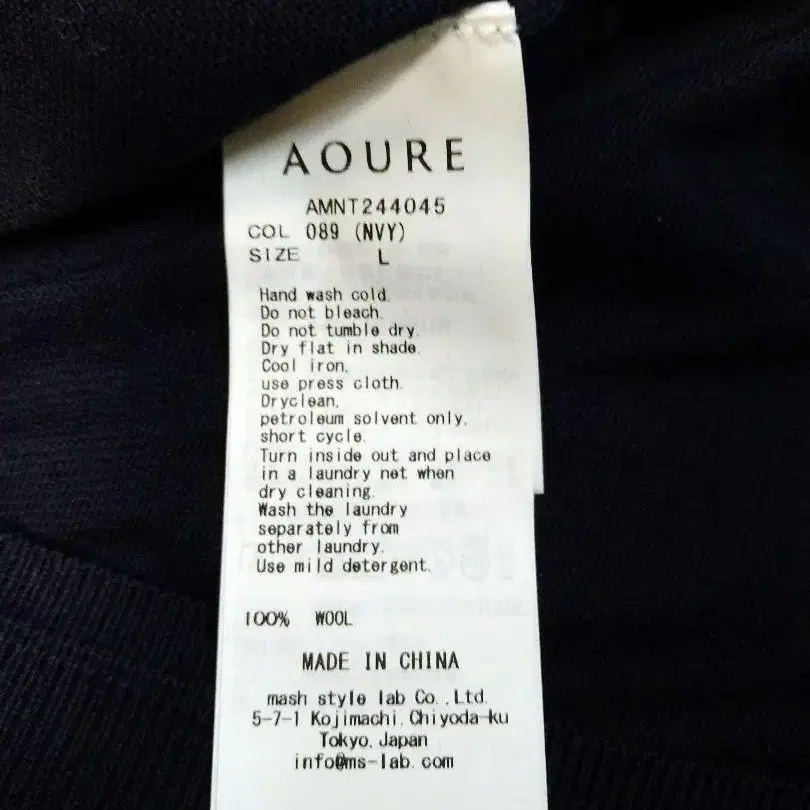 AOURE
AMNT244045
COL 089 (NVY)
SIZE L
Hand wash cold.
Do not bleach.
Do not tumble dry.
Dry flat in shade.
Cool iron,
use press cloth.
Dryclean,
petroleum solvent only,
short cycle.
Turn inside out and place
in a laundry net when
dry cleaning.
Wash the laundry
separately from
other laundry.
Use mild detergent.
100% WOOL
MADE IN CHINA
mash style lab Co.,Ltd.
5-7-1 Kojimachi,Chiyoda-ku
Tokyo,Japan
info@ms-lab.com